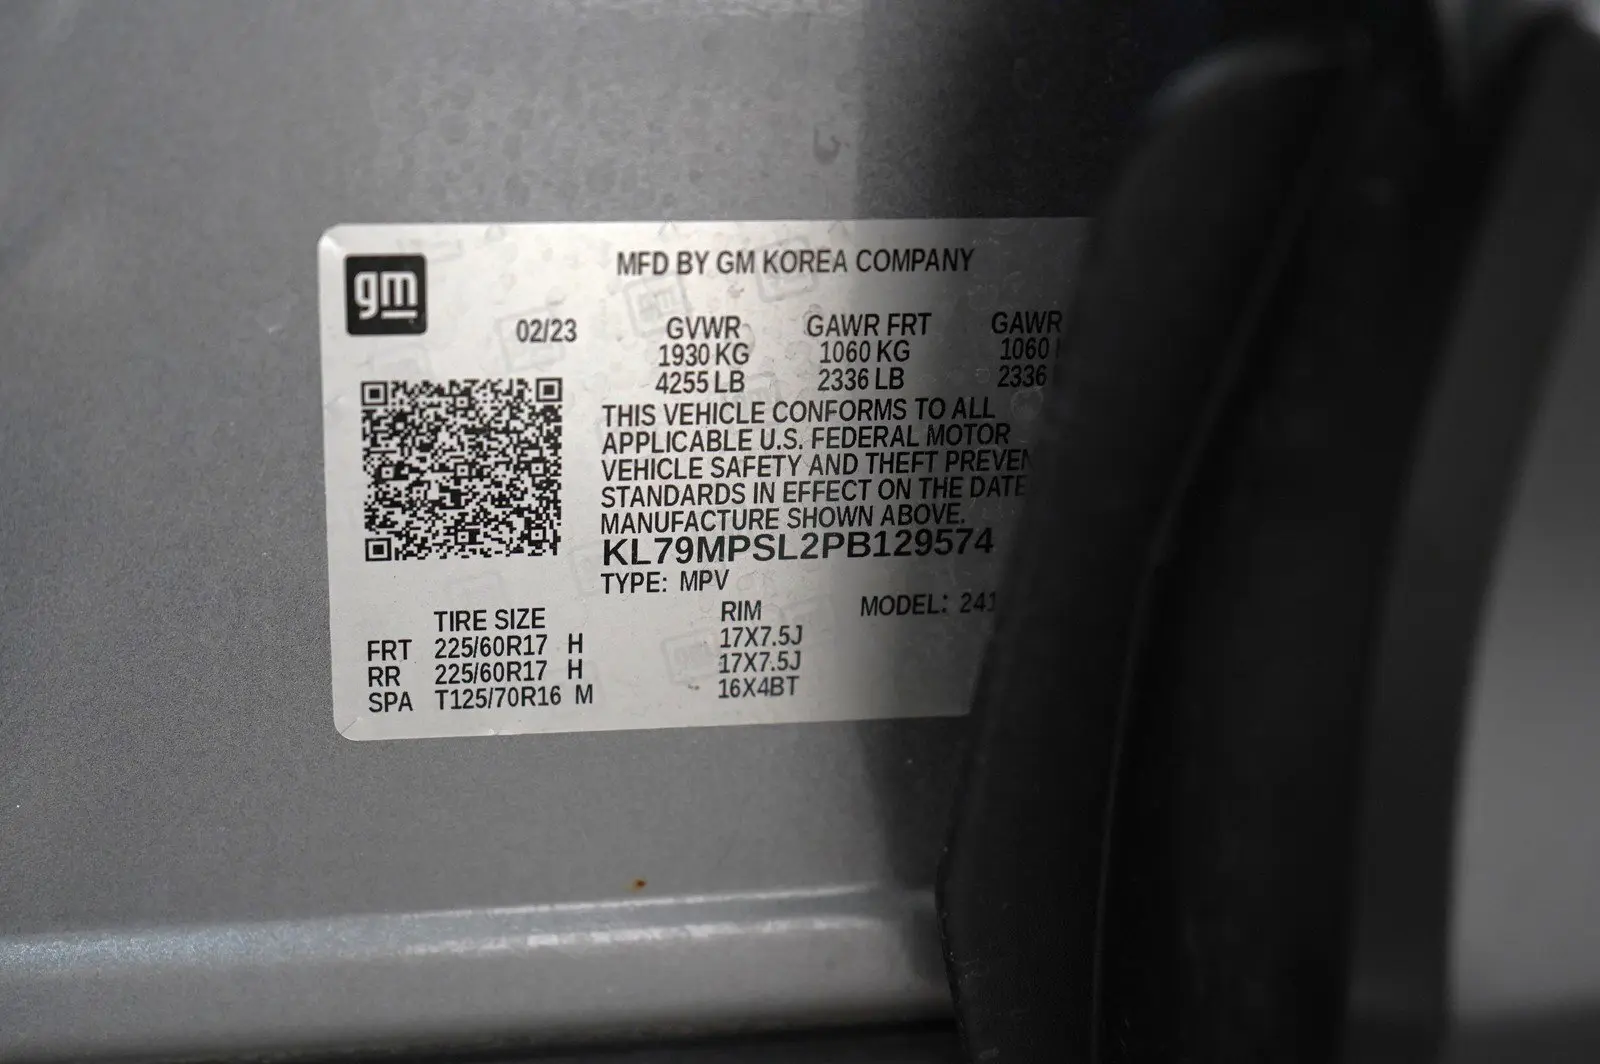 gm
MFD BY GM KOREA COMPANY
02/23 GVWR GAWR FRT GAWR
1930 KG 1060 KG 1060
4255 LB 2336 LB 2336
THIS VEHICLE CONFORMS TO ALL
APPLICABLE U.S. FEDERAL MOTOR
VEHICLE SAFETY AND THEFT PREVEN
STANDARDS IN EFFECT ON THE DATE
MANUFACTURE SHOWN ABOVE.
KL79MPSL2PB129574
TYPE: MPV
TIRE SIZE RIM MODEL: 241
FRT 225/60R17 H 17X7.5J
RR 225/60R17 H 17X7.5J
SPA T125/70R16 M 16X4BT